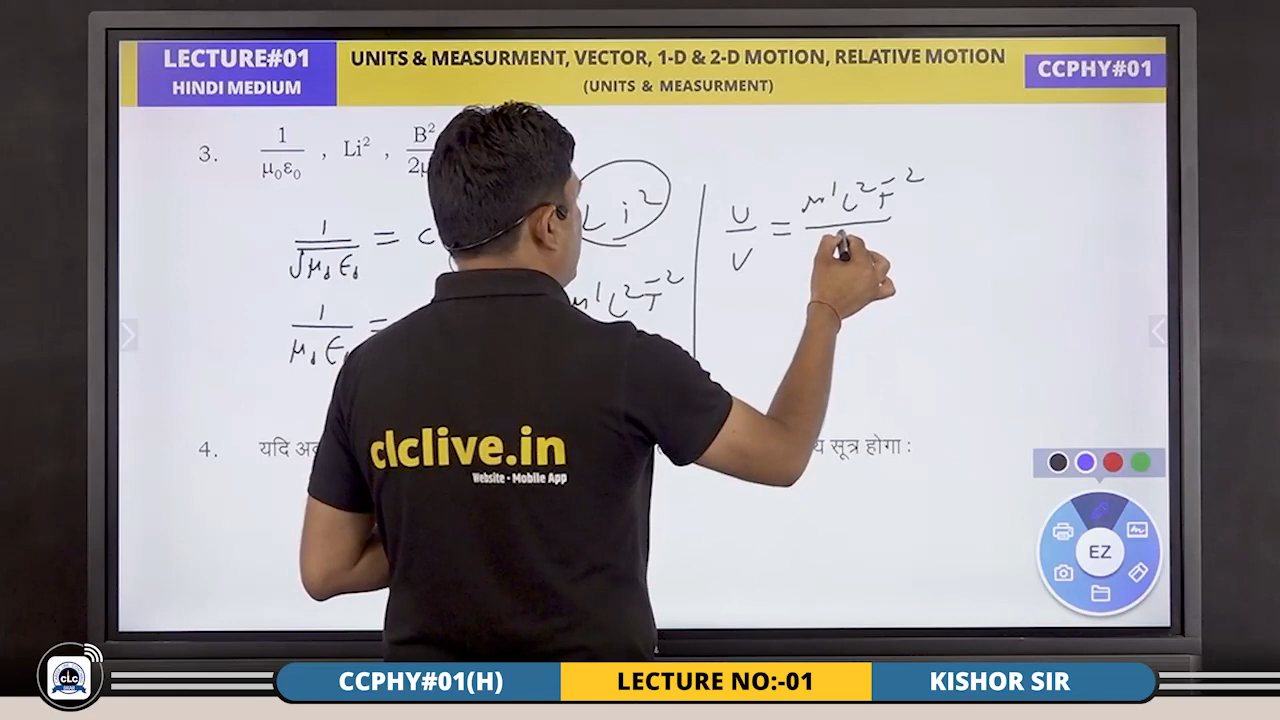 LECTURE#01
HINDI MEDIUM
UNITS & MEASURMENT, VECTOR, 1-D & 2-D MOTION, RELATIVE MOTION
(UNITS & MEASURMENT)
CCPHY#01
3. 1/μ₀ε₀ , Li² , B²/2μ
1/√μ₀ε₀ = c
1/μ₀ε₀ =
Li²
M¹L²T⁻²
U/V = M¹L²T⁻²
4. यदि सूत्र होगा :
clclive.in
Website • Mobile App
EZ
CLC
CCPHY#01(H)
LECTURE NO:-01
KISHOR SIR